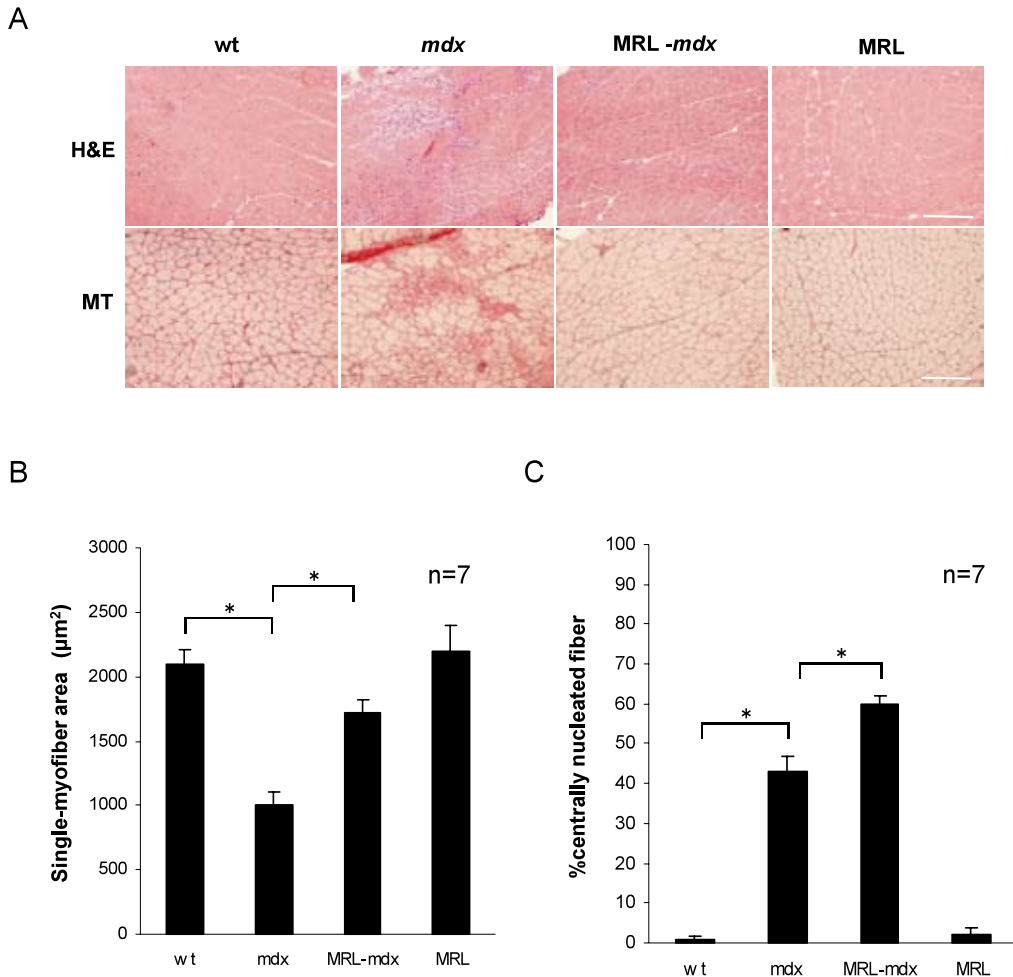 A
wt mdx MRL -mdx MRL
H&E
MT
B
3000
2500
2000
1500
1000
500
0
Single-myofiber area (µm²)
n=7
*
*
wt mdx MRL-mdx MRL
C
100
90
80
70
60
50
40
30
20
10
0
%centrally nucleated fiber
n=7
*
*
wt mdx MRL-mdx MRL